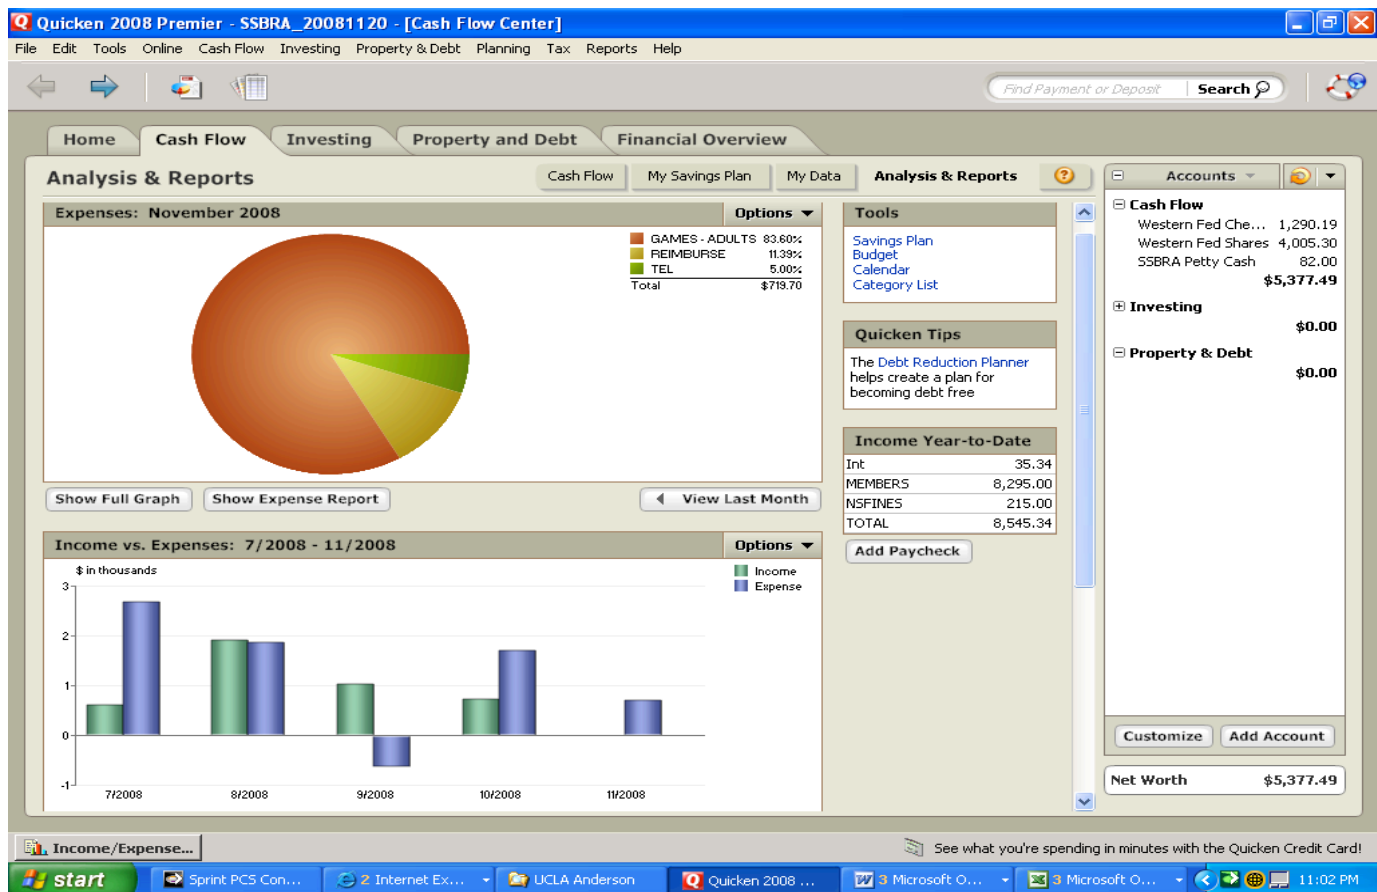 Quicken 2008 Premier - SSBRA_20081120 - [Cash Flow Center]
File Edit Tools Online Cash Flow Investing Property & Debt Planning Tax Reports Help
Find Payment or Deposit Search
Home Cash Flow Investing Property and Debt Financial Overview
Analysis & Reports
Cash Flow My Savings Plan My Data Analysis & Reports ?
Expenses: November 2008 Options
GAMES - ADULTS 83.60%
REIMBURSE 11.39%
TEL 5.00%
Total $719.70
Show Full Graph Show Expense Report View Last Month
Income vs. Expenses: 7/2008 - 11/2008 Options
$ in thousands
Income
Expense
3
2
1
0
-1
7/2008 8/2008 9/2008 10/2008 11/2008
Tools
Savings Plan
Budget
Calendar
Category List
Quicken Tips
The Debt Reduction Planner
helps create a plan for
becoming debt free
Income Year-to-Date
Int 35.34
MEMBERS 8,295.00
NSFINES 215.00
TOTAL 8,545.34
Add Paycheck
Accounts
Cash Flow
Western Fed Che... 1,290.19
Western Fed Shares 4,005.30
SSBRA Petty Cash 82.00
$5,377.49
Investing
$0.00
Property & Debt
$0.00
Customize Add Account
Net Worth $5,377.49
Income/Expense... See what you're spending in minutes with the Quicken Credit Card!
start Sprint PCS Con... 2 Internet Ex... UCLA Anderson Quicken 2008 ... 3 Microsoft O... 3 Microsoft O... 11:02 PM